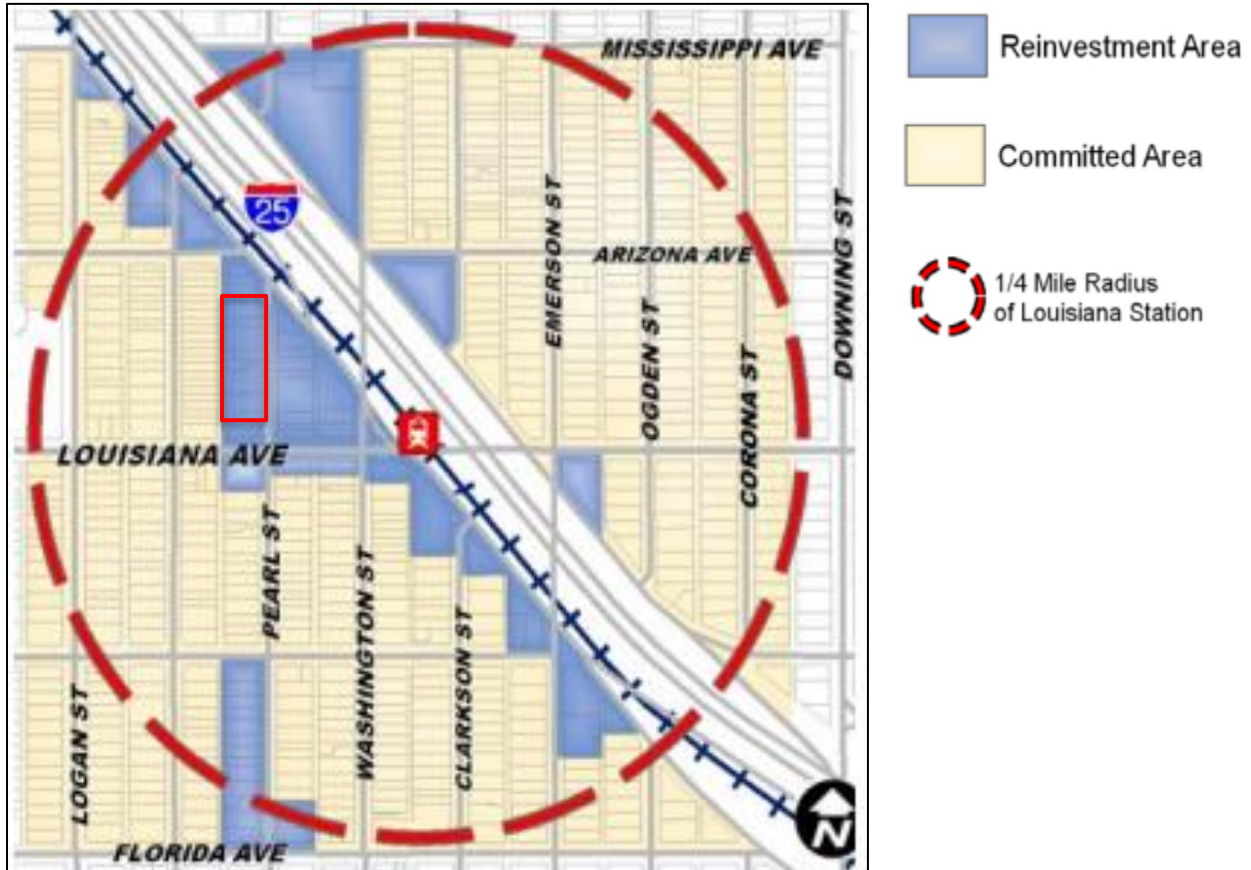 MISSISSIPPI AVE
25
ARIZONA AVE
EMERSON ST
DOWNING ST
OGDEN ST
CORONA ST
LOUISIANA AVE
PEARL ST
WASHINGTON ST
CLARKSON ST
LOGAN ST
FLORIDA AVE
N
Reinvestment Area
Committed Area
1/4 Mile Radius
of Louisiana Station